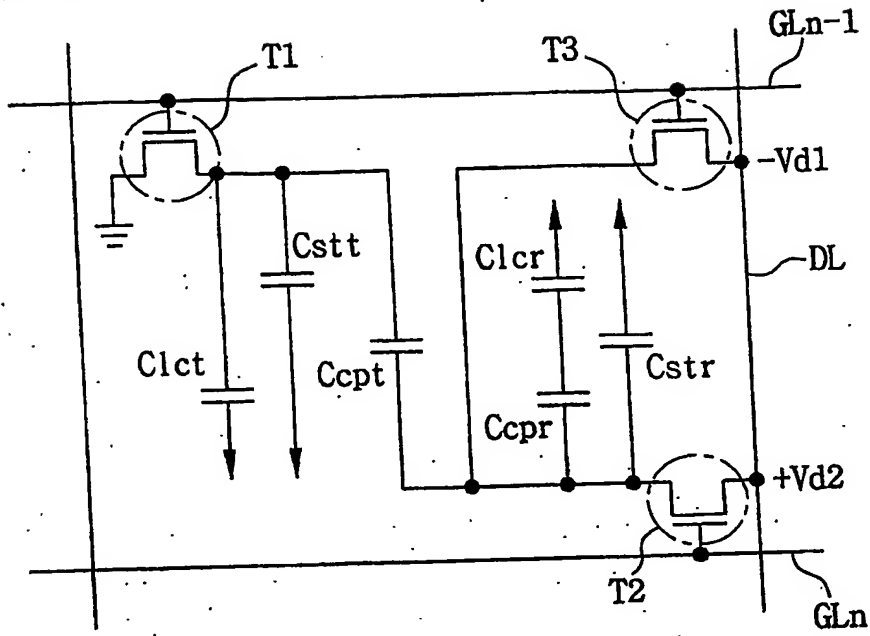 GLn-1
T1
T3
-Vd1
Cstt
Clcr
DL
Clct
Ccpt
Cstr
Ccpr
+Vd2
T2
GLn